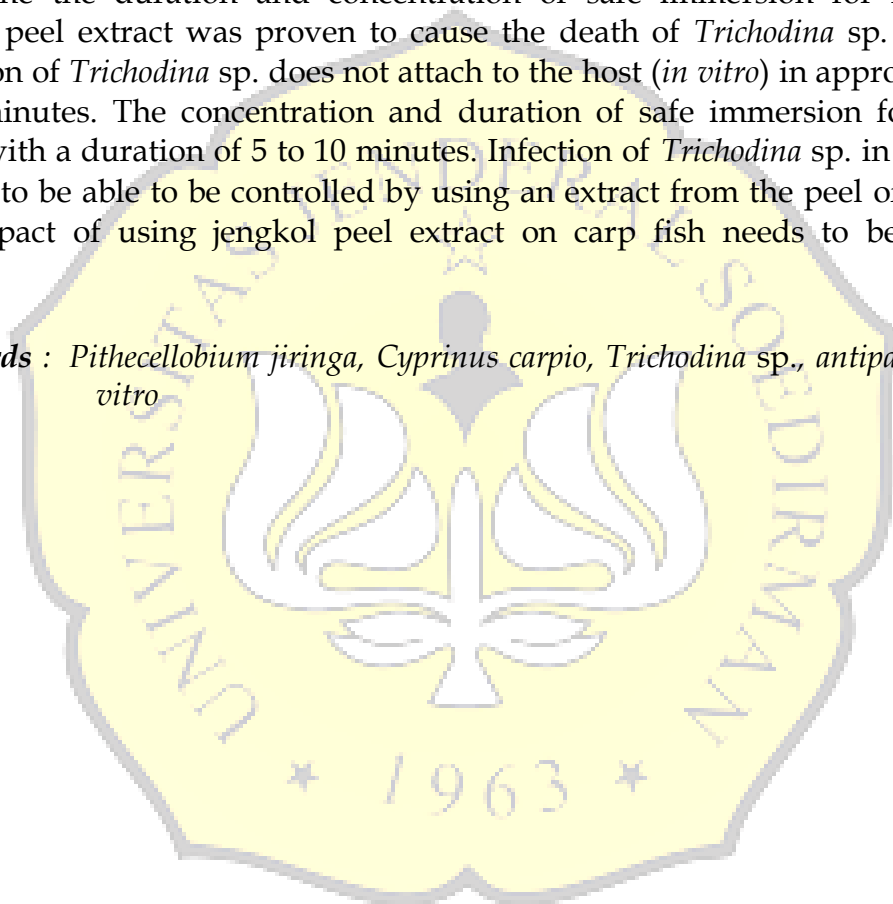 the duration and concentration of safe immersion for
peel extract was proven to cause the death of Trichodina sp.
on of Trichodina sp. does not attach to the host (in vitro) in appro
minutes. The concentration and duration of safe immersion fo
with a duration of 5 to 10 minutes. Infection of Trichodina sp. in
to be able to be controlled by using an extract from the peel o
pact of using jengkol peel extract on carp fish needs to be
rds : Pithecellobium jiringa, Cyprinus carpio, Trichodina sp., antipa
vitro
UNIVERSITAS JENDERAL SOEDIRMAN
1963